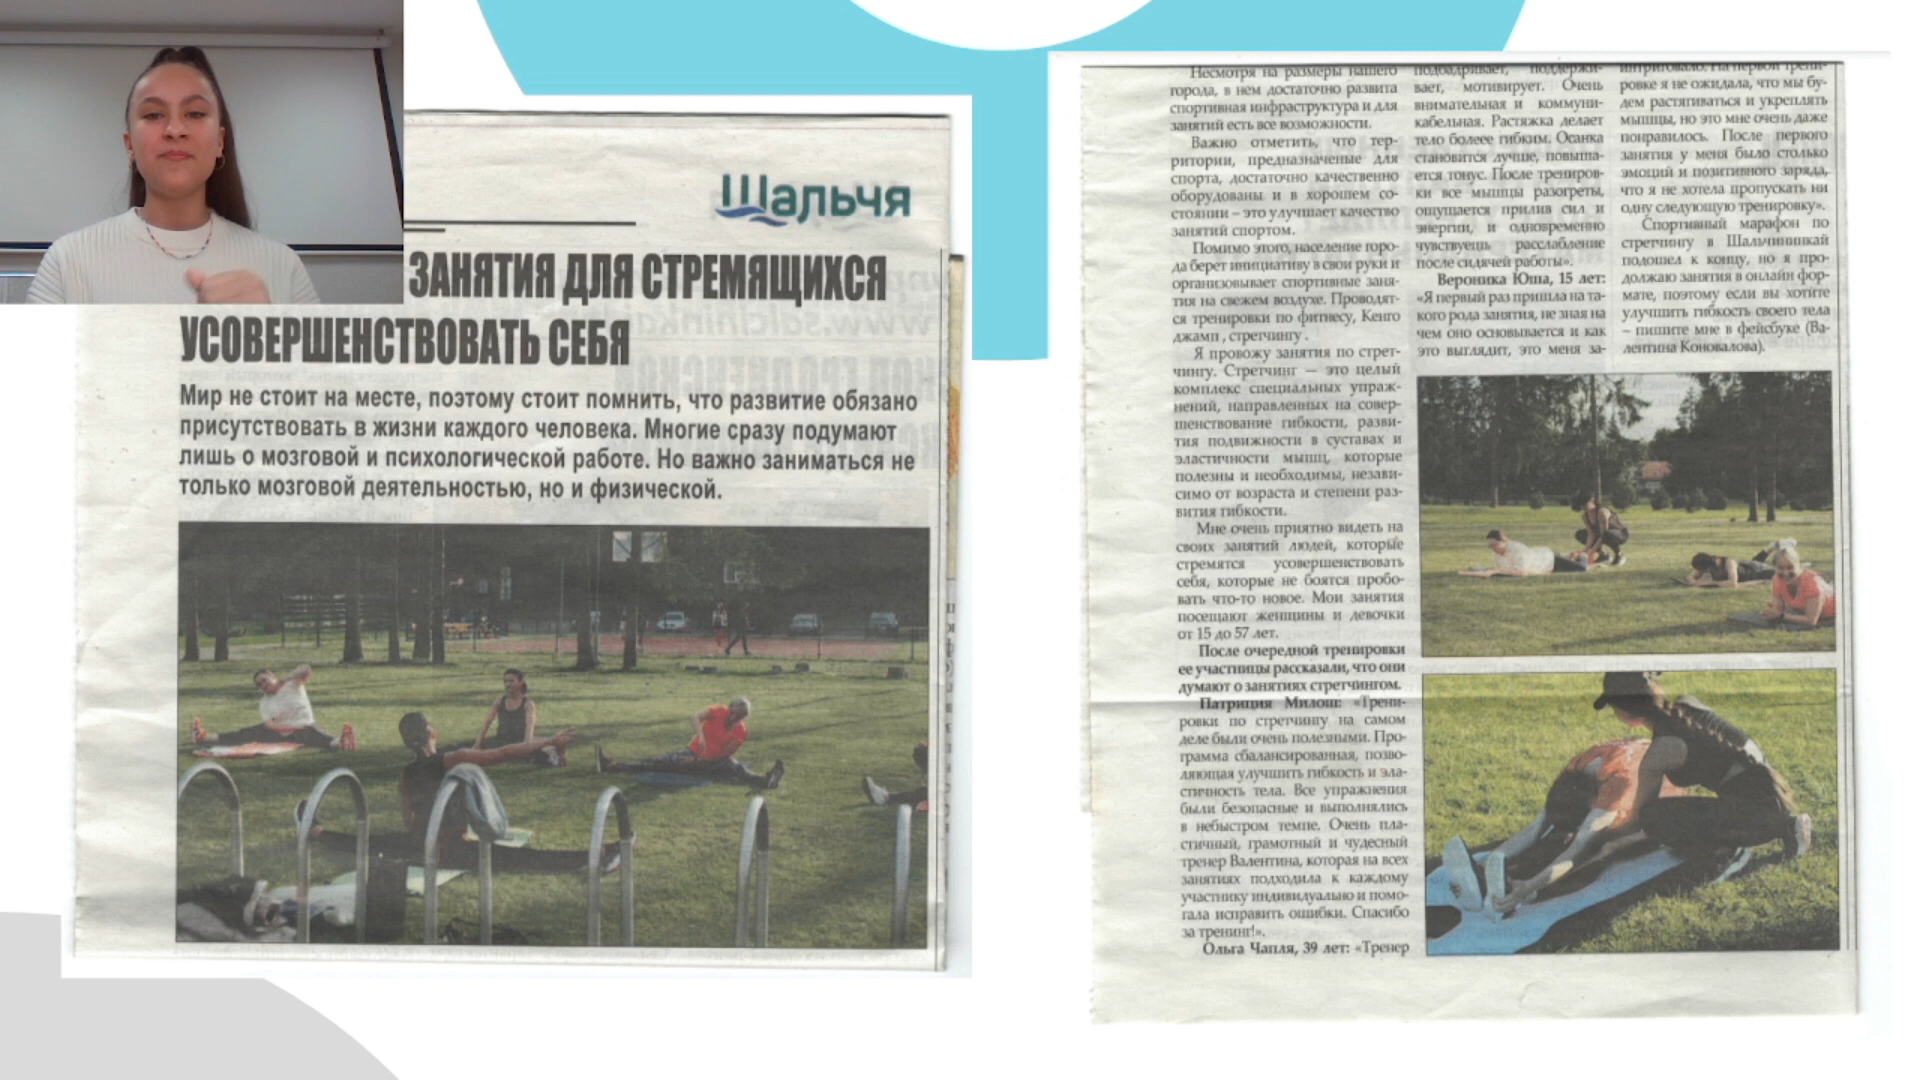 Шальчя
ЗАНЯТИЯ ДЛЯ СТРЕМЯЩИХСЯ
УСОВЕРШЕНСТВОВАТЬ СЕБЯ
Мир не стоит на месте, поэтому стоит помнить, что развитие обязано
присутствовать в жизни каждого человека. Многие сразу подумают
лишь о мозговой и психологической работе. Но важно заниматься не
только мозговой деятельностью, но и физической.
Несмотря на размеры нашего
города, в нем достаточно развита
спортивная инфраструктура и для
занятий есть все возможности.
Важно отметить, что тер-
ритории, предназначеные для
спорта, достаточно качественно
оборудованы и в хорошем со-
стоянии – это улучшает качество
занятий спортом.
Помимо этого, население горо-
да берет инициативу в свои руки и
организовывает спортивные заня-
тия на свежем воздухе. Проводят-
ся тренировки по фитнесу, Кенго
джамп , стретчингу .
Я провожу занятия по стрет-
чингу. Стретчинг — это целый
комплекс специальных упраж-
нений, направленных на совер-
шенствование гибкости, разви-
тия подвижности в суставах и
эластичности мышц, которые
полезны и необходимы, незави-
симо от возраста и степени раз-
вития гибкости.
Мне очень приятно видеть на
своих занятий людей, которые
стремятся усовершенствовать
себя, которые не боятся пробо-
вать что-то новое. Мои занятия
посещают женщины и девочки
от 15 до 57 лет.
После очередной тренировки
ее участницы рассказали, что они
думают о занятиях стретчингом.
Патриция Милош: «Трени-
ровки по стретчингу на самом
деле были очень полезными. Про-
грамма сбалансированная, позво-
ляющая улучшить гибкость и эла-
стичность тела. Все упражнения
были безопасные и выполнялись
в небыстром темпе. Очень пла-
стичный, грамотный и чудесный
тренер Валентина, которая на всех
занятиях подходила к каждому
участнику индивидуально и помо-
гала исправить ошибки. Спасибо
за тренинг!».
Ольга Чапля, 39 лет: «Тренер
подбадривает, поддержи-
вает, мотивирует. Очень
внимательная и коммуни-
кабельная. Растяжка делает
тело более гибким. Осанка
становится лучше, повыша-
ется тонус. После трениров-
ки все мышцы разогреты,
ощущается прилив сил и
энергии, и одновременно
чувствуешь расслабление
после сидячей работы».
Вероника Юша, 15 лет:
«Я первый раз пришла на та-
кого рода занятия, не зная на
чем оно основывается и как
это выглядит, это меня за-
интриговало. На первой трени-
ровке я не ожидала, что мы бу-
дем растягиваться и укреплять
мышцы, но это мне очень даже
понравилось. После первого
занятия у меня было столько
эмоций и позитивного заряда,
что я не хотела пропускать ни
одну следующую тренировку».
Спортивный марафон по
стретчингу в Шальчининкай
подошел к концу, но я про-
должаю занятия в онлайн фор-
мате, поэтому если вы хотите
улучшить гибкость своего тела
– пишите мне в фейсбуке (Ва-
лентина Коновалова).